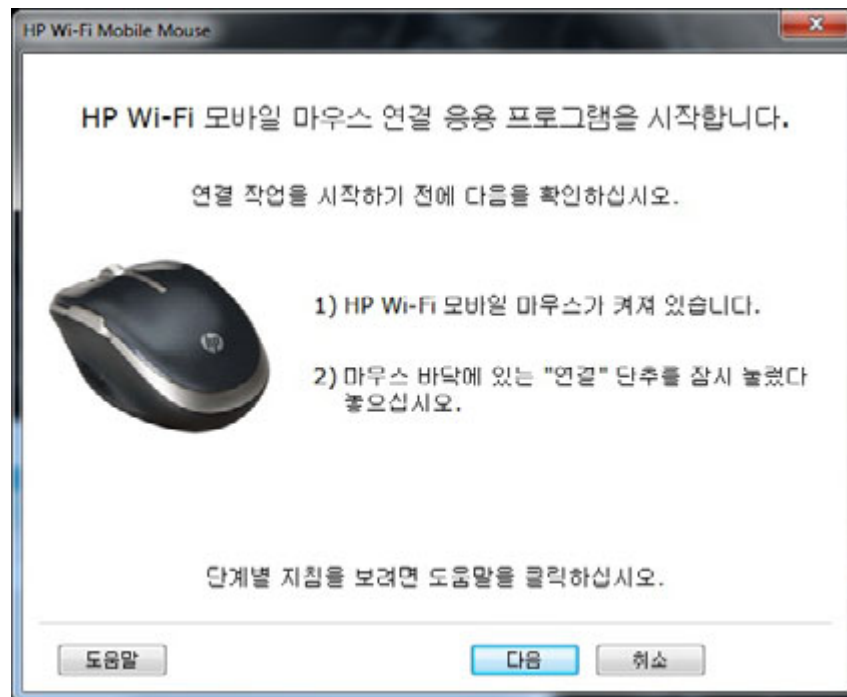 HP Wi-Fi Mobile Mouse
HP Wi-Fi 모바일 마우스 연결 응용 프로그램을 시작합니다.
연결 작업을 시작하기 전에 다음을 확인하십시오.
1) HP Wi-Fi 모바일 마우스가 켜져 있습니다.
2) 마우스 바닥에 있는 "연결" 단추를 잠시 눌렀다
놓으십시오.
hp
단계별 지침을 보려면 도움말을 클릭하십시오.
도움말
다음
취소